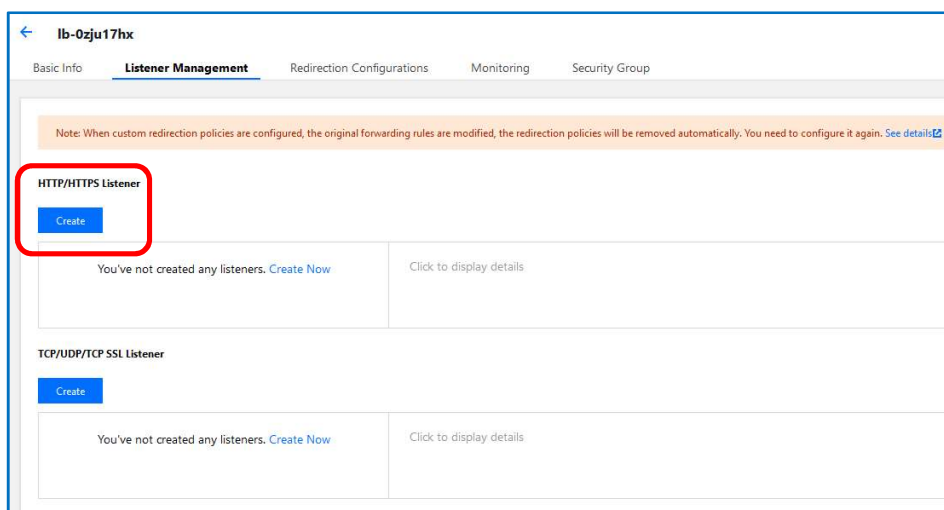 lb-0zju17hx
Basic Info Listener Management Redirection Configurations Monitoring Security Group
Note: When custom redirection policies are configured, the original forwarding rules are modified, the redirection policies will be removed automatically. You need to configure it again. See details
HTTP/HTTPS Listener
Create
You've not created any listeners. Create Now Click to display details
TCP/UDP/TCP SSL Listener
Create
You've not created any listeners. Create Now Click to display details